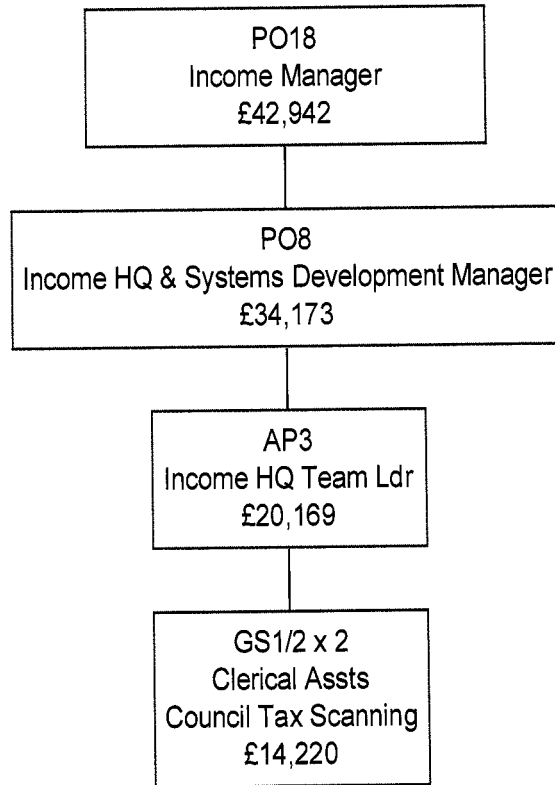 PO18
Income Manager
£42,942
PO8
Income HQ & Systems Development Manager
£34,173
AP3
Income HQ Team Ldr
£20,169
GS1/2 x 2
Clerical Assts
Council Tax Scanning
£14,220